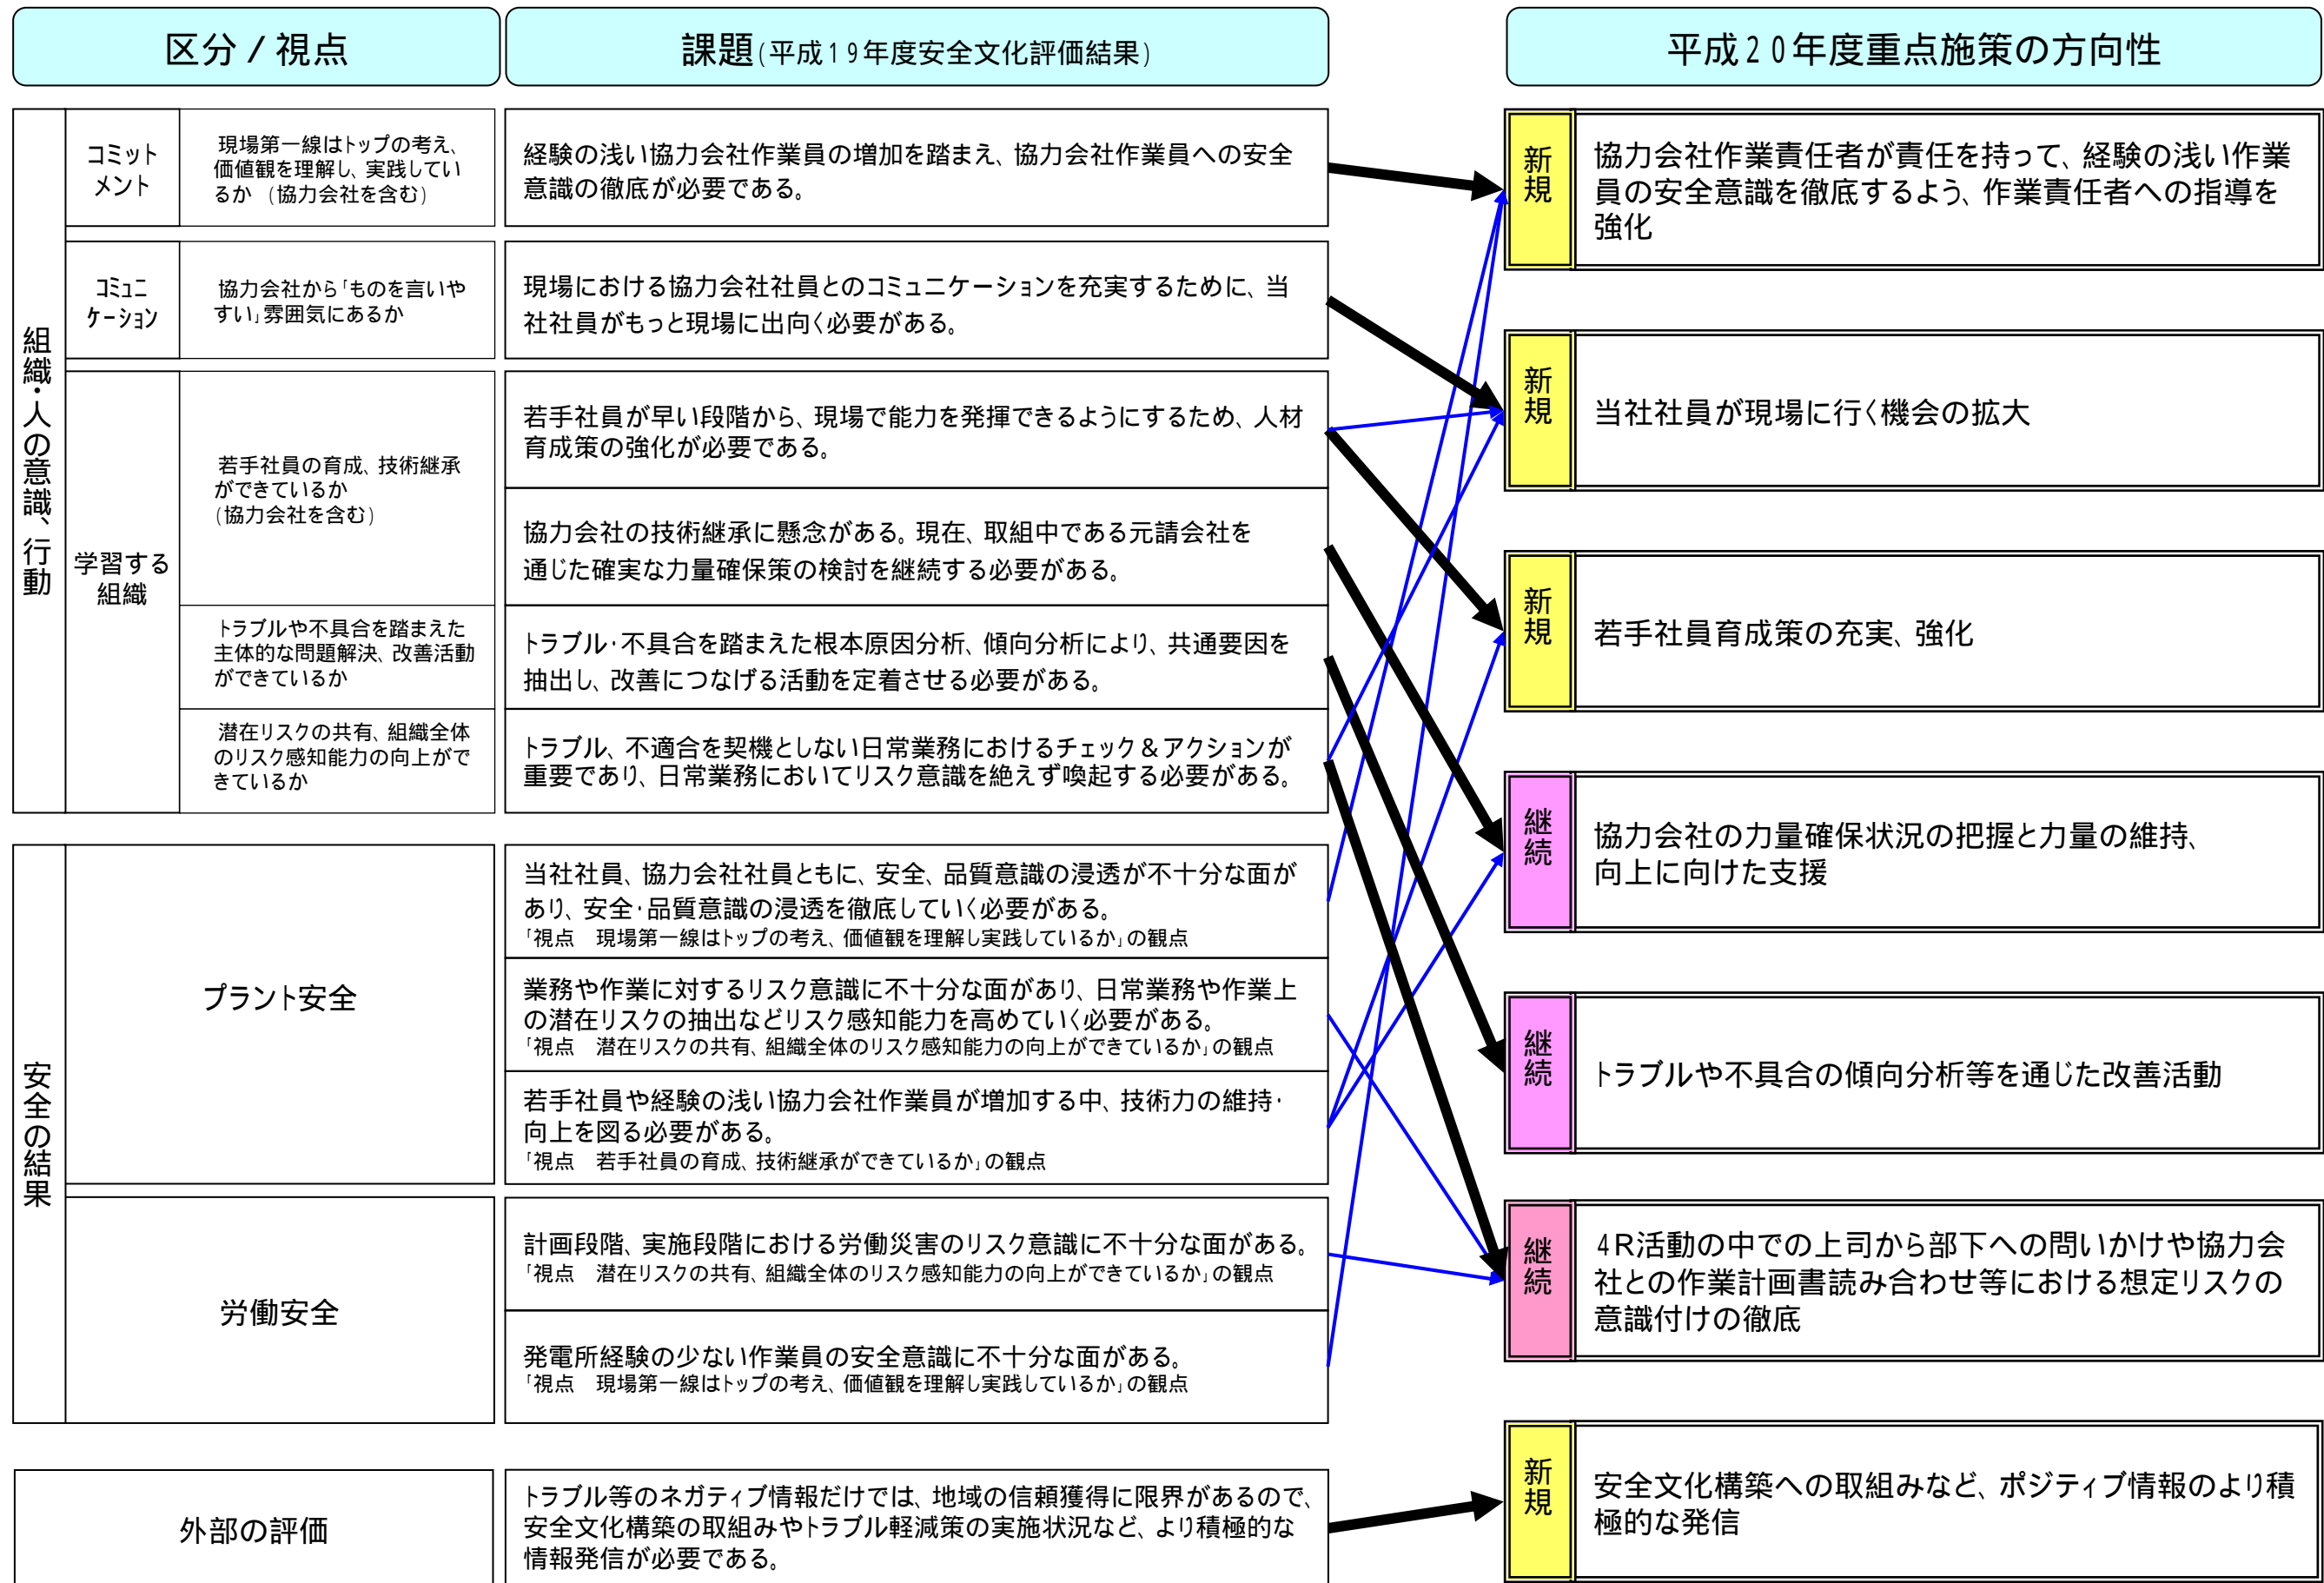 区分/視点
課題(平成19年度安全文化評価結果)
平成20年度重点施策の方向性
組織・人の意識、行動
コミット
メント
現場第一線はトップの考え、
価値観を理解し、実践してい
るか (協力会社を含む)
経験の浅い協力会社作業員の増加を踏まえ、協力会社作業員への安全
意識の徹底が必要である。
コミュニ
ケーション
協力会社から「ものを言いや
すい」雰囲気にあるか
現場における協力会社社員とのコミュニケーションを充実するために、当
社社員がもっと現場に出向く必要がある。
学習する
組織
若手社員の育成、技術継承
ができているか
(協力会社を含む)
若手社員が早い段階から、現場で能力を発揮できるようにするため、人材
育成策の強化が必要である。
協力会社の技術継承に懸念がある。現在、取組中である元請会社を
通じた確実な力量確保策の検討を継続する必要がある。
トラブルや不具合を踏まえた
主体的な問題解決、改善活動
ができているか
トラブル・不具合を踏まえた根本原因分析、傾向分析により、共通要因を
抽出し、改善につなげる活動を定着させる必要がある。
潜在リスクの共有、組織全体
のリスク感知能力の向上がで
きているか
トラブル、不適合を契機としない日常業務におけるチェック&アクションが
重要であり、日常業務においてリスク意識を絶えず喚起する必要がある。
安全の結果
プラント安全
当社社員、協力会社社員ともに、安全、品質意識の浸透が不十分な面が
あり、安全・品質意識の浸透を徹底していく必要がある。
「視点 現場第一線はトップの考え、価値観を理解し実践しているか」の観点
業務や作業に対するリスク意識に不十分な面があり、日常業務や作業上
の潜在リスクの抽出などリスク感知能力を高めていく必要がある。
「視点 潜在リスクの共有、組織全体のリスク感知能力の向上ができているか」の観点
若手社員や経験の浅い協力会社作業員が増加する中、技術力の維持・
向上を図る必要がある。
「視点 若手社員の育成、技術継承ができているか」の観点
労働安全
計画段階、実施段階における労働災害のリスク意識に不十分な面がある。
「視点 潜在リスクの共有、組織全体のリスク感知能力の向上ができているか」の観点
発電所経験の少ない作業員の安全意識に不十分な面がある。
「視点 現場第一線はトップの考え、価値観を理解し実践しているか」の観点
外部の評価
トラブル等のネガティブ情報だけでは、地域の信頼獲得に限界があるので、
安全文化構築の取組みやトラブル軽減策の実施状況など、より積極的な
情報発信が必要である。
新規
協力会社作業責任者が責任を持って、経験の浅い作業
員の安全意識を徹底するよう、作業責任者への指導を
強化
新規
当社社員が現場に行く機会の拡大
新規
若手社員育成策の充実、強化
継続
協力会社の力量確保状況の把握と力量の維持、
向上に向けた支援
継続
トラブルや不具合の傾向分析等を通じた改善活動
継続
4R活動の中での上司から部下への問いかけや協力会
社との作業計画書読み合わせ等における想定リスクの
意識付けの徹底
新規
安全文化構築への取組みなど、ポジティブ情報のより積
極的な発信